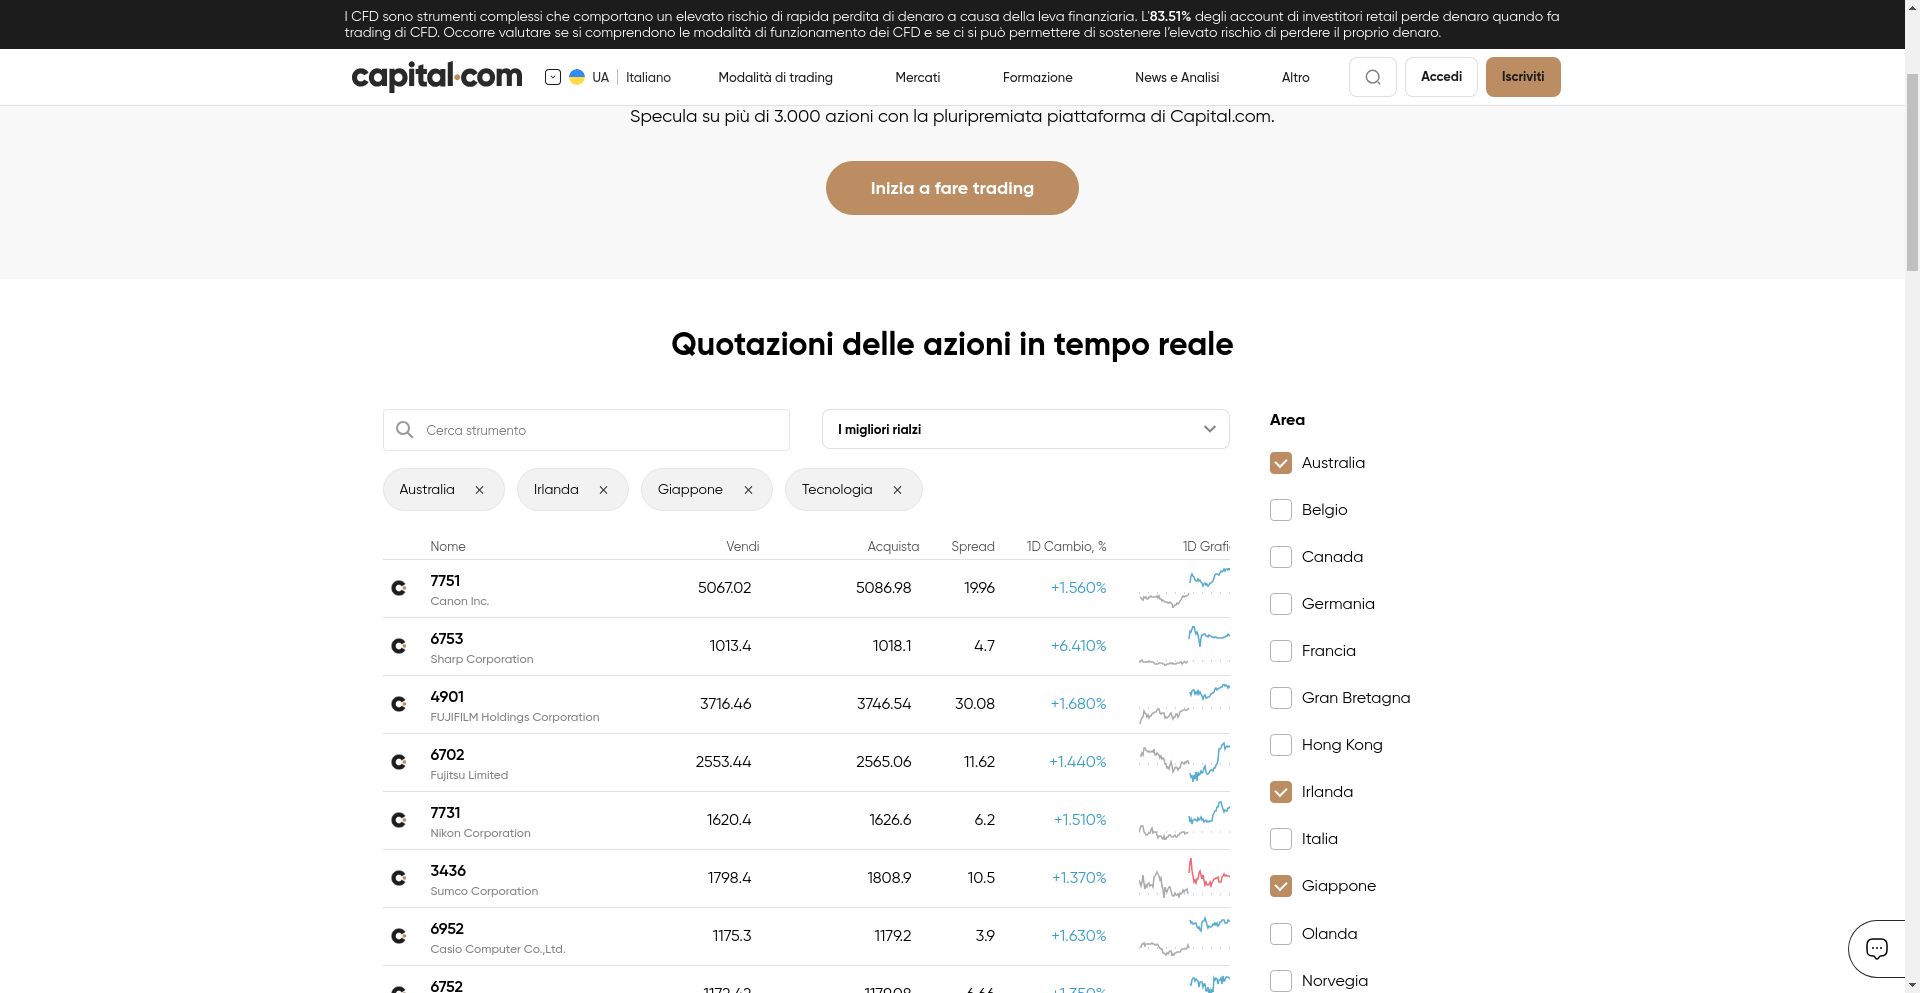 I CFD sono strumenti complessi che comportano un elevato rischio di rapida perdita di denaro a causa della leva finanziaria. L'83.51% degli account di investitori retail perde denaro quando fa
trading di CFD. Occorre valutare se si comprendono le modalità di funzionamento dei CFD e se ci si può permettere di sostenere l'elevato rischio di perdere il proprio denaro.
capital.com UA Italiano Modalità di trading Mercati Formazione News e Analisi Altro Accedi Iscriviti
Specula su più di 3.000 azioni con la pluripremiata piattaforma di Capital.com.
Inizia a fare trading
Quotazioni delle azioni in tempo reale
Cerca strumento
I migliori rialzi
Australia Irlanda Giappone Tecnologia
Nome Vendi Acquista Spread 1D Cambio, %
7751
Canon Inc.
5067.02 5086.98 19.96 +1.560%
6753
Sharp Corporation
1013.4 1018.1 4.7 +6.410%
4901
FUJIFILM Holdings Corporation
3716.46 3746.54 30.08 +1.680%
6702
Fujitsu Limited
2553.44 2565.06 11.62 +1.440%
7731
Nikon Corporation
1620.4 1626.6 6.2 +1.510%
3436
Sumco Corporation
1798.4 1808.9 10.5 +1.370%
6952
Casio Computer Co.,Ltd.
1175.3 1179.2 3.9 +1.630%
6752
Area
Australia
Belgio
Canada
Germania
Francia
Gran Bretagna
Hong Kong
Irlanda
Italia
Giappone
Olanda
Norvegia